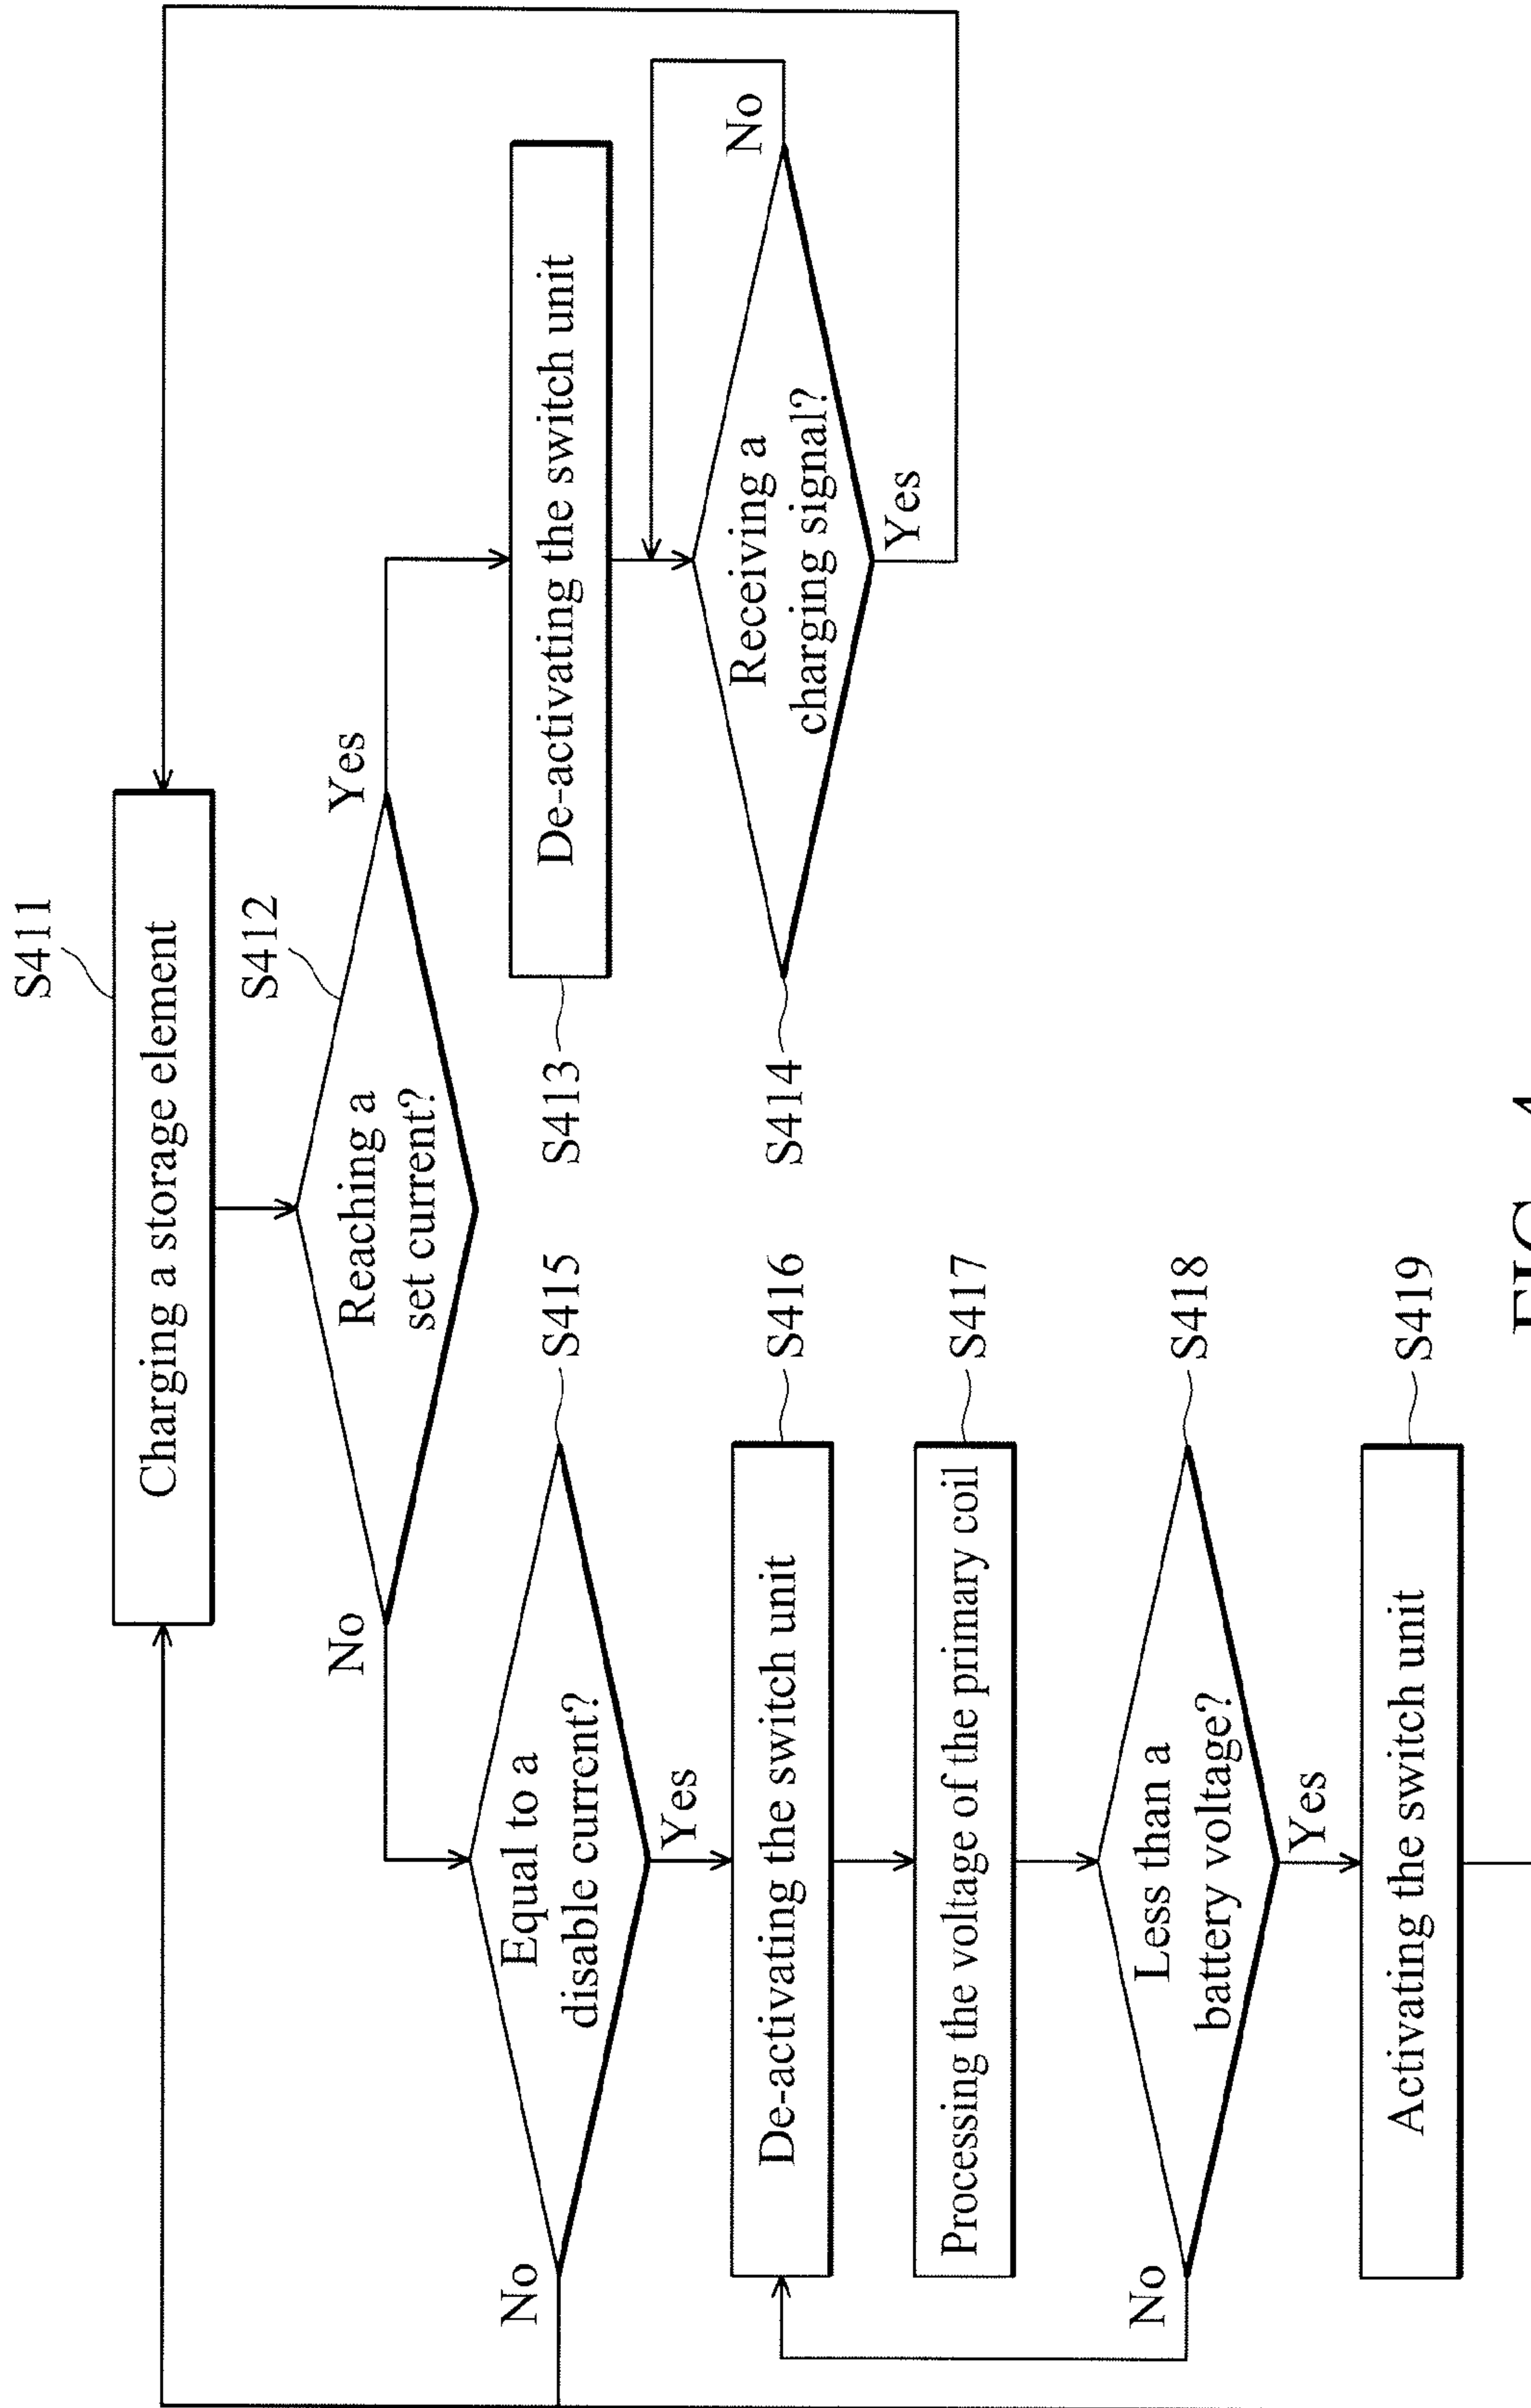 S411
Charging a storage element
S412
Reaching a
set current?
Yes
No
De-activating the switch unit
S413
Receiving a
charging signal?
No
Yes
S414
Equal to a
disable current?
S415
No
Yes
De-activating the switch unit
S416
Processing the voltage of the primary coil
S417
Less than a
battery voltage?
S418
No
Yes
Activating the switch unit
S419
FIG. 4